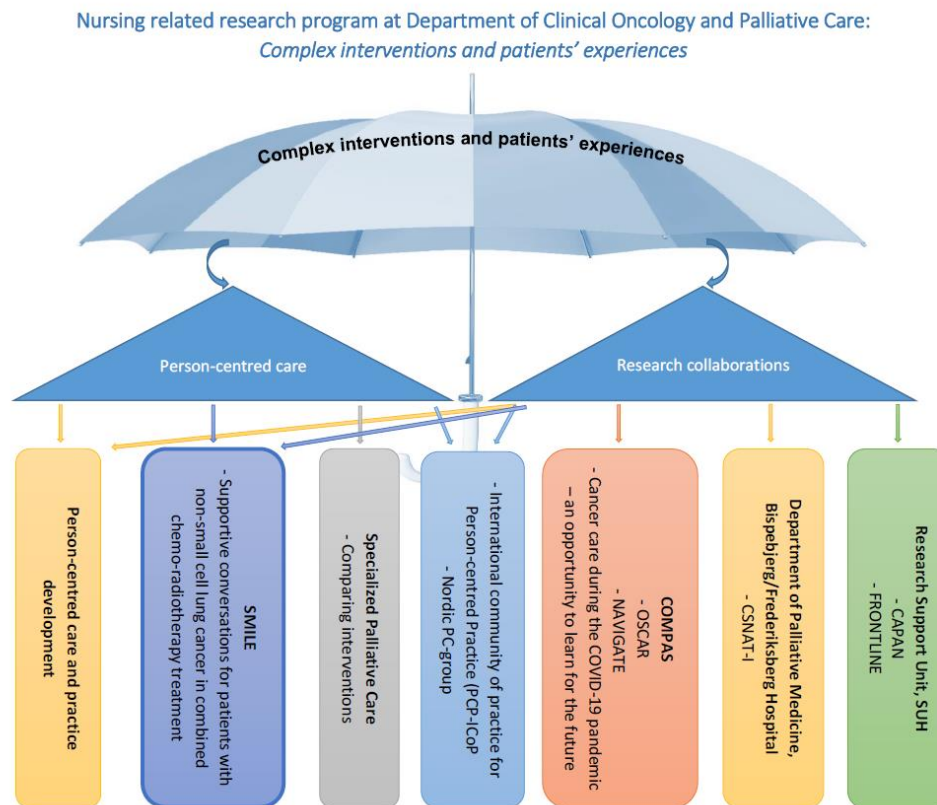 Nursing related research program at Department of Clinical Oncology and Palliative Care:
Complex interventions and patients' experiences
Complex interventions and patients' experiences
Person-centred care
Research collaborations
Person-centred care and practice
development
SMILE
- Supportive conversations for patients with
non-small cell lung cancer in combined
chemo-radiotherapy treatment
Specialized Palliative Care
- Comparing interventions
- International community of practice for
Person-centred Practice (PCP-ICoP
- Nordic PC-group
COMPAS
- OSCAR
- NAVIGATE
- Cancer care during the COVID-19 pandemic
– an opportunity to learn for the future
Department of Palliative Medicine,
Bispebjerg/Frederiksberg Hospital
- CSNAT-I
Research Support Unit, SUH
- CAPAN
- FRONTLINE